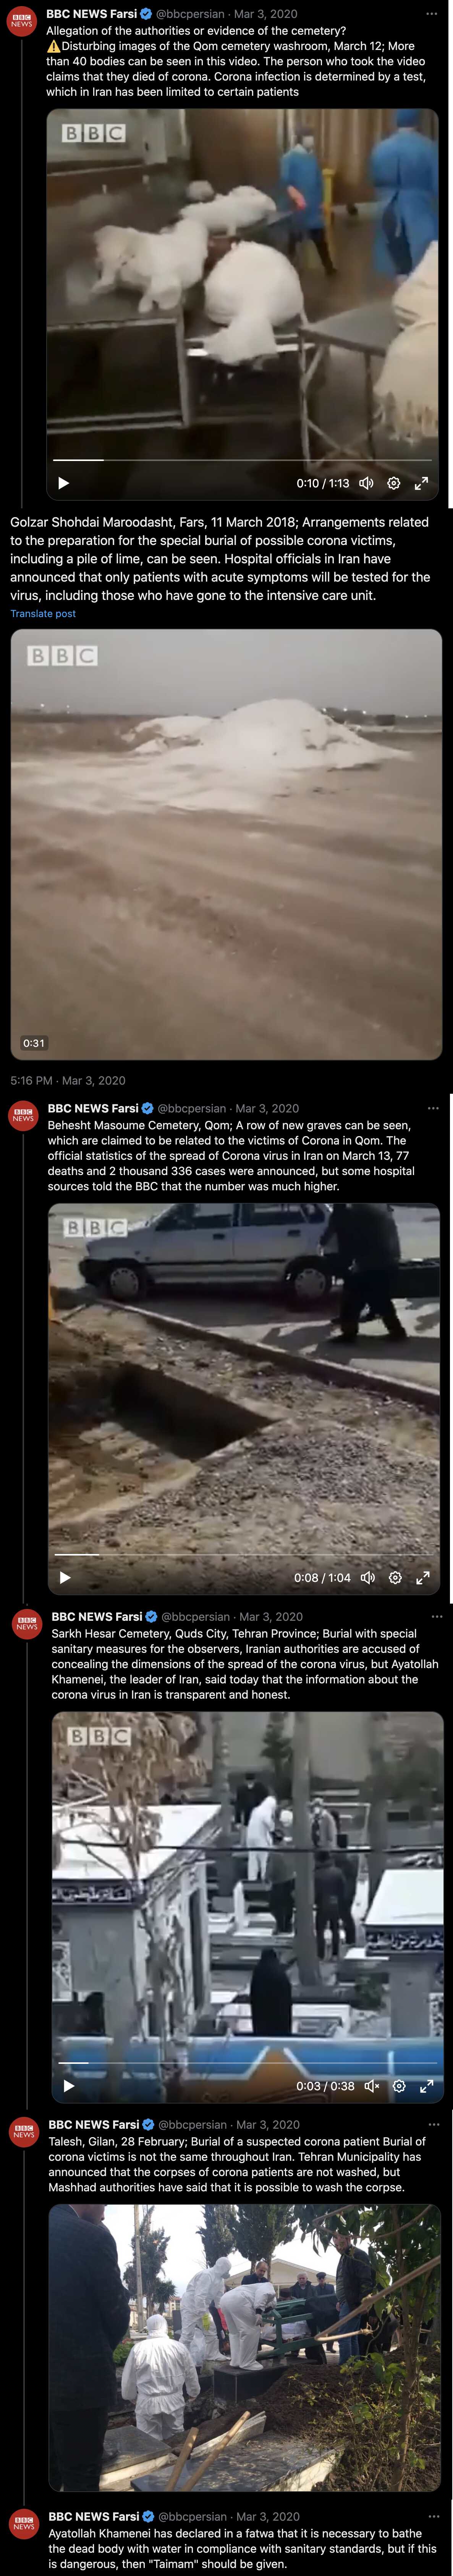 BBC NEWS
BBC NEWS Farsi @bbcpersian · Mar 3, 2020
Allegation of the authorities or evidence of the cemetery?
⚠️Disturbing images of the Qom cemetery washroom, March 12; More
than 40 bodies can be seen in this video. The person who took the video
claims that they died of corona. Corona infection is determined by a test,
which in Iran has been limited to certain patients
BBC
0:10 / 1:13
Golzar Shohdai Maroodasht, Fars, 11 March 2018; Arrangements related
to the preparation for the special burial of possible corona victims,
including a pile of lime, can be seen. Hospital officials in Iran have
announced that only patients with acute symptoms will be tested for the
virus, including those who have gone to the intensive care unit.
Translate post
BBC
0:31
5:16 PM · Mar 3, 2020
BBC NEWS
BBC NEWS Farsi @bbcpersian · Mar 3, 2020
Behesht Masoume Cemetery, Qom; A row of new graves can be seen,
which are claimed to be related to the victims of Corona in Qom. The
official statistics of the spread of Corona virus in Iran on March 13, 77
deaths and 2 thousand 336 cases were announced, but some hospital
sources told the BBC that the number was much higher.
BBC
0:08 / 1:04
BBC NEWS
BBC NEWS Farsi @bbcpersian · Mar 3, 2020
Sarkh Hesar Cemetery, Quds City, Tehran Province; Burial with special
sanitary measures for the observers, Iranian authorities are accused of
concealing the dimensions of the spread of the corona virus, but Ayatollah
Khamenei, the leader of Iran, said today that the information about the
corona virus in Iran is transparent and honest.
BBC
0:03 / 0:38
BBC NEWS
BBC NEWS Farsi @bbcpersian · Mar 3, 2020
Talesh, Gilan, 28 February; Burial of a suspected corona patient Burial of
corona victims is not the same throughout Iran. Tehran Municipality has
announced that the corpses of corona patients are not washed, but
Mashhad authorities have said that it is possible to wash the corpse.
BBC NEWS
BBC NEWS Farsi @bbcpersian · Mar 3, 2020
Ayatollah Khamenei has declared in a fatwa that it is necessary to bathe
the dead body with water in compliance with sanitary standards, but if this
is dangerous, then "Taimam" should be given.